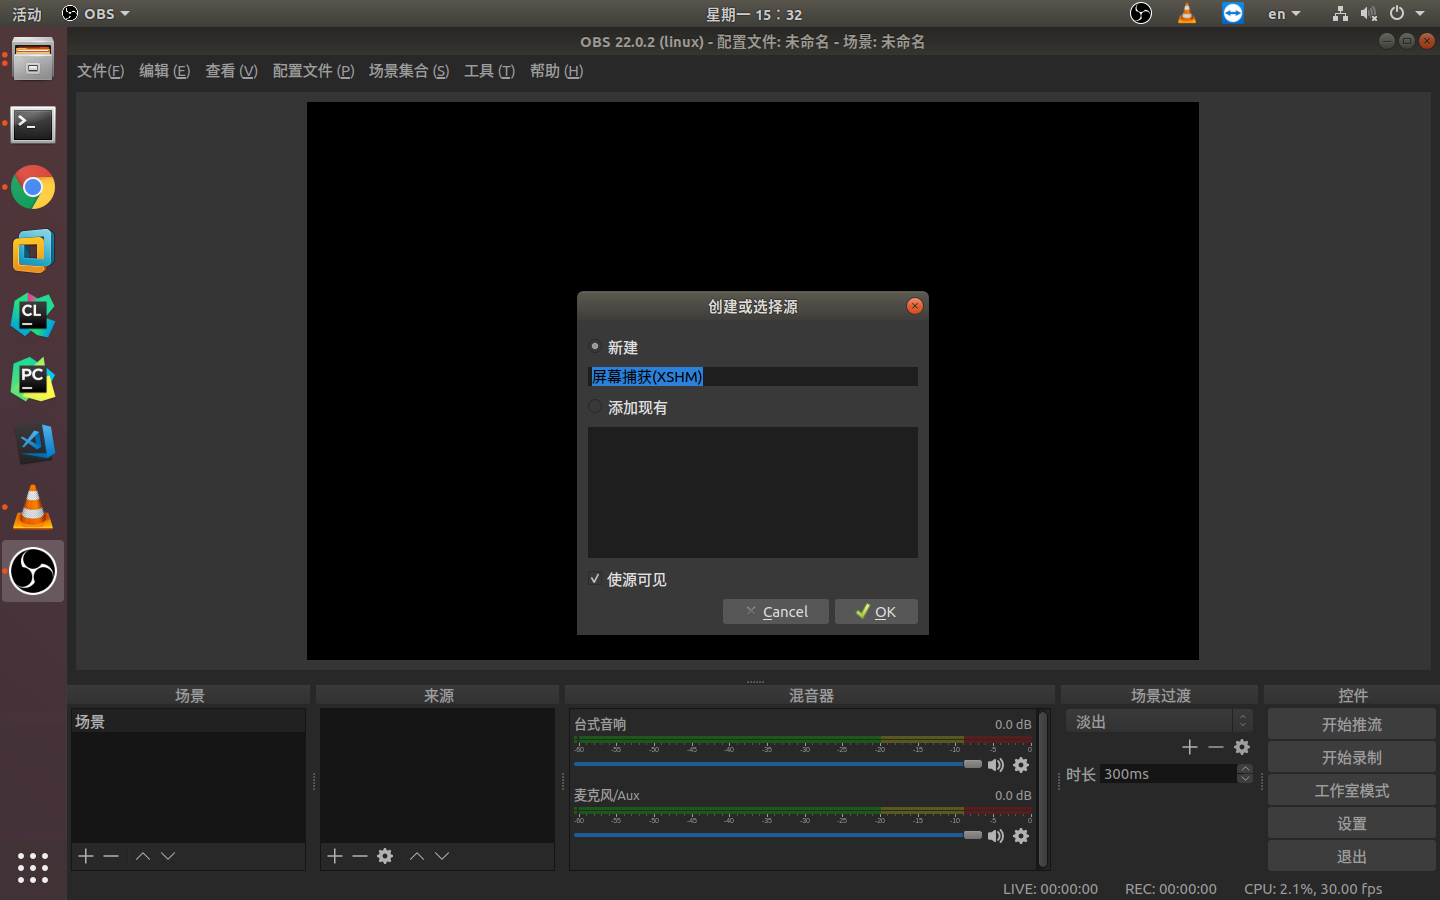 活动
OBS
星期一 15：32
en
OBS 22.0.2 (linux) - 配置文件: 未命名 - 场景: 未命名
文件(F) 编辑 (E) 查看 (V) 配置文件 (P) 场景集合 (S) 工具 (T) 帮助 (H)
CL
PC
创建或选择源
新建
屏幕捕获(XSHM)
添加现有
使源可见
Cancel OK
场景
场景
来源
混音器
台式音响 0.0 dB
-60 -55 -50 -45 -40 -35 -30 -25 -20 -15 -10 -5 0
麦克风/Aux 0.0 dB
-60 -55 -50 -45 -40 -35 -30 -25 -20 -15 -10 -5 0
场景过渡
淡出
时长 300ms
控件
开始推流
开始录制
工作室模式
设置
退出
LIVE: 00:00:00 REC: 00:00:00 CPU: 2.1%, 30.00 fps